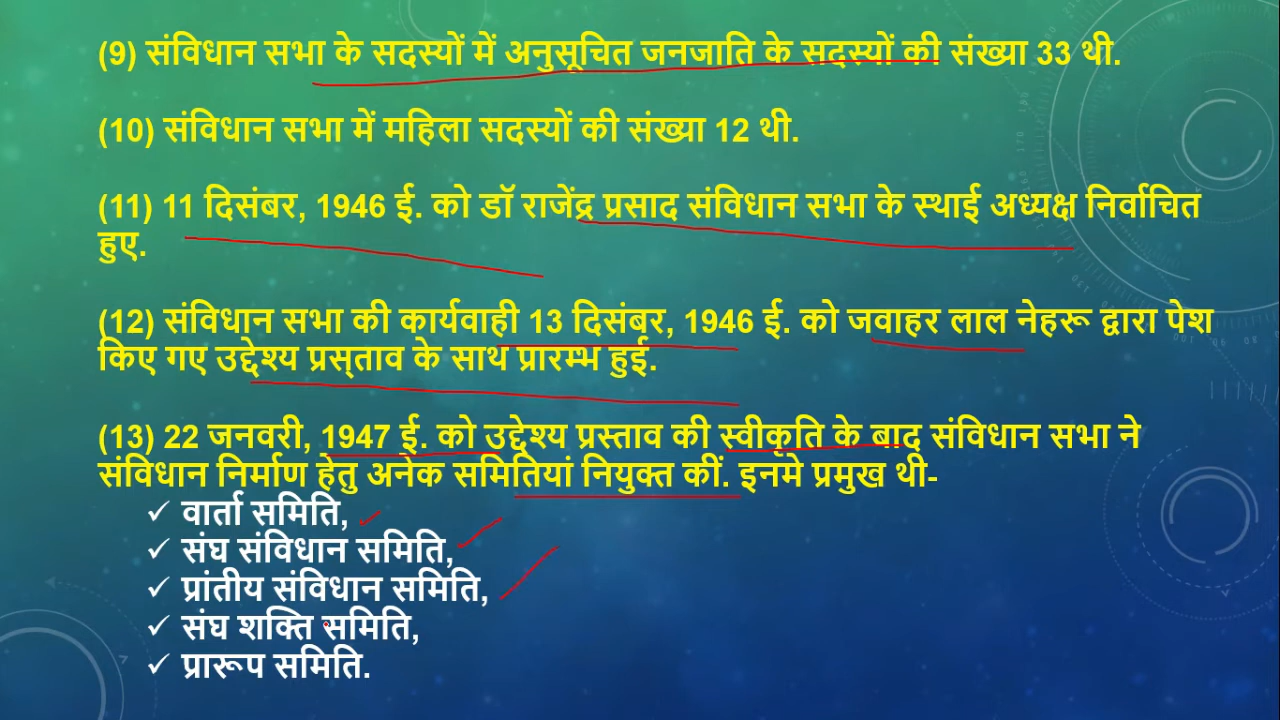 (9) संविधान सभा के सदस्यों में अनुसूचित जनजाति के सदस्यों की संख्या 33 थी.
(10) संविधान सभा में महिला सदस्यों की संख्या 12 थी.
(11) 11 दिसंबर, 1946 ई. को डॉ राजेंद्र प्रसाद संविधान सभा के स्थाई अध्यक्ष निर्वाचित
हुए.
(12) संविधान सभा की कार्यवाही 13 दिसंबर, 1946 ई. को जवाहर लाल नेहरू द्वारा पेश
किए गए उद्देश्य प्रस्ताव के साथ प्रारम्भ हुई.
(13) 22 जनवरी, 1947 ई. को उद्देश्य प्रस्ताव की स्वीकृति के बाद संविधान सभा ने
संविधान निर्माण हेतु अनेक समितियां नियुक्त कीं. इनमे प्रमुख थी-
✓ वार्ता समिति,
✓ संघ संविधान समिति,
✓ प्रांतीय संविधान समिति,
✓ संघ शक्ति समिति,
✓ प्रारूप समिति.